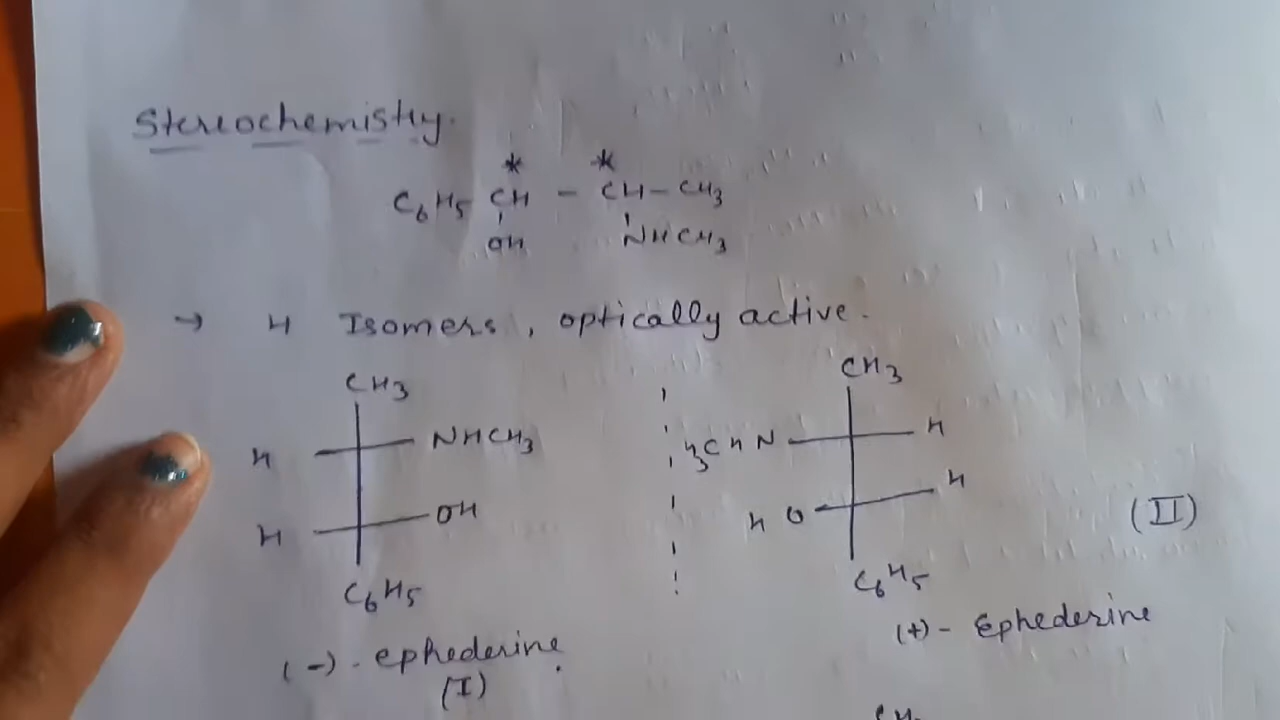 Stereochemistry.
* *
C6H5 CH - CH - CH3
OH NHCH3
→ 4 Isomers, optically active.
CH3 CH3
H NHCH3 H3CHN H
H OH HO H
C6H5 C6H5
(II)
(-) - ephederine (+) - Ephederine
(I)
CH